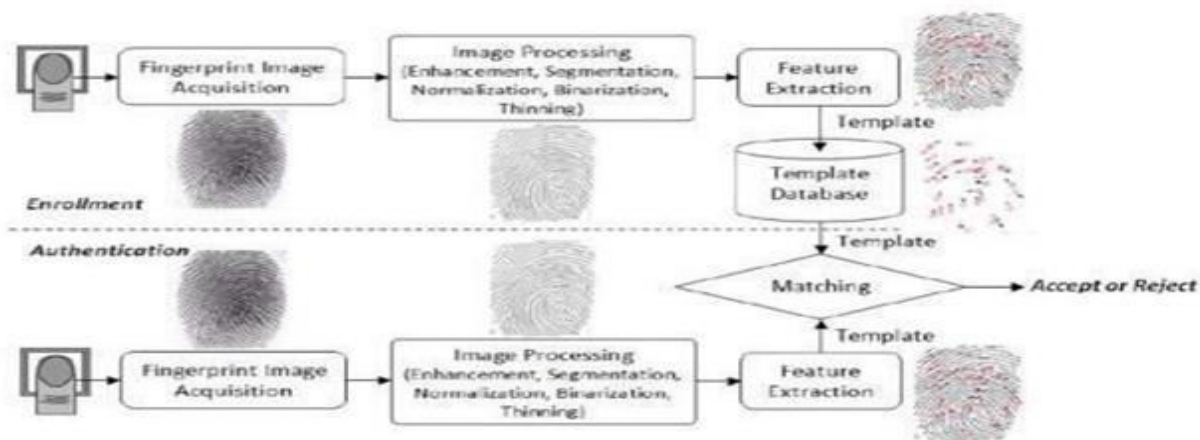 Fingerprint Image
Acquisition
Image Processing
(Enhancement, Segmentation,
Normalization, Binarization,
Thinning)
Feature
Extraction
Template
Template
Database
Enrollment
Authentication
Template
Matching
Accept or Reject
Template
Fingerprint Image
Acquisition
Image Processing
(Enhancement, Segmentation,
Normalization, Binarization,
Thinning)
Feature
Extraction